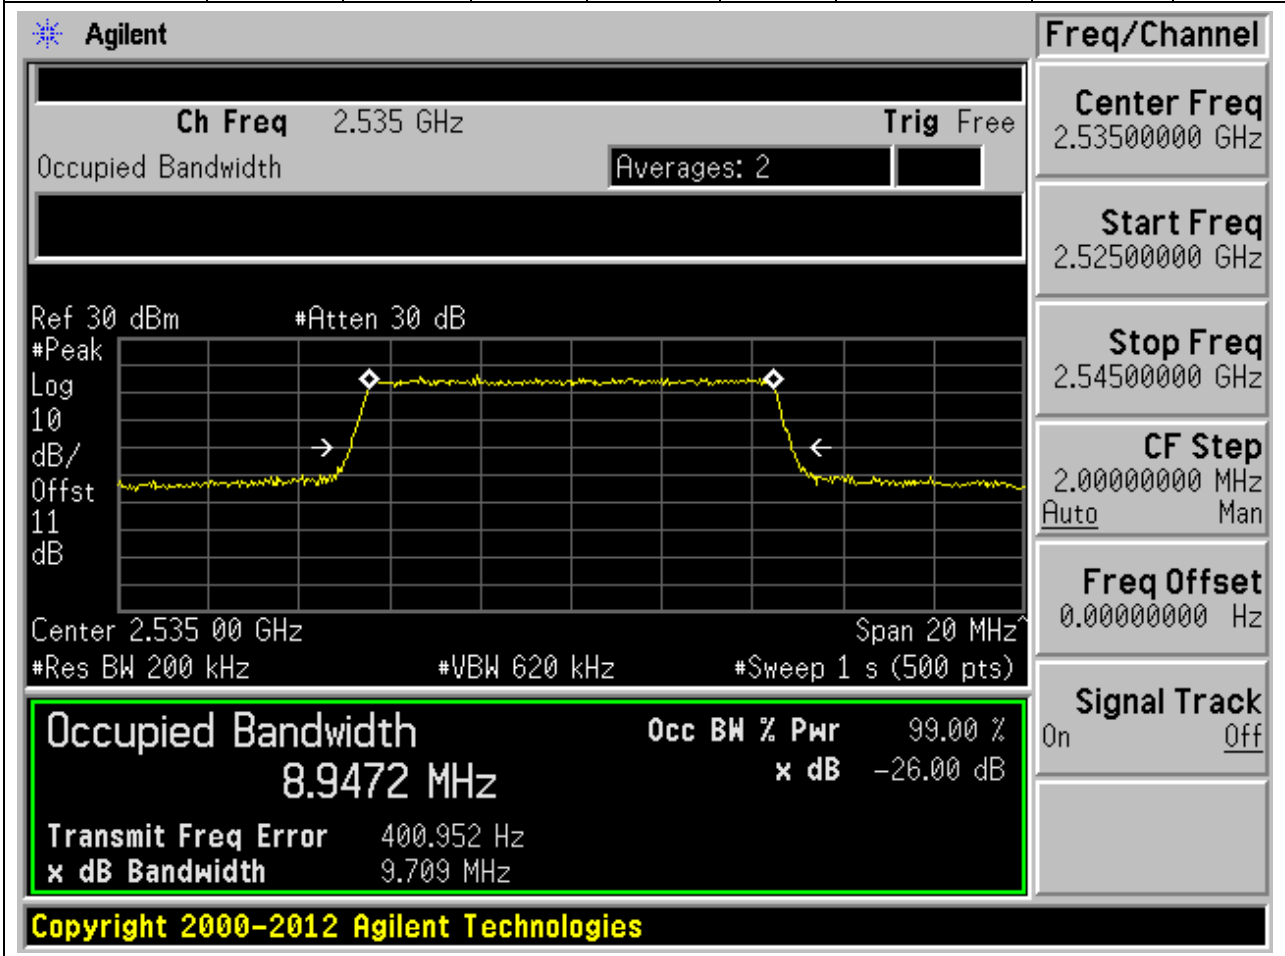 Agilent
Freq/Channel
Ch Freq 2.535 GHz Trig Free
Occupied Bandwidth Averages: 2
Center Freq
2.53500000 GHz
Start Freq
2.52500000 GHz
Stop Freq
2.54500000 GHz
CF Step
2.00000000 MHz
Auto Man
Freq Offset
0.00000000 Hz
Signal Track
On Off
Ref 30 dBm #Atten 30 dB
#Peak
Log
10
dB/
Offst
11
dB
Center 2.535 00 GHz Span 20 MHz^
#Res BW 200 kHz #VBW 620 kHz #Sweep 1 s (500 pts)
Occupied Bandwidth
8.9472 MHz
Occ BW % Pwr 99.00 %
x dB -26.00 dB
Transmit Freq Error 400.952 Hz
x dB Bandwidth 9.709 MHz
Copyright 2000-2012 Agilent Technologies